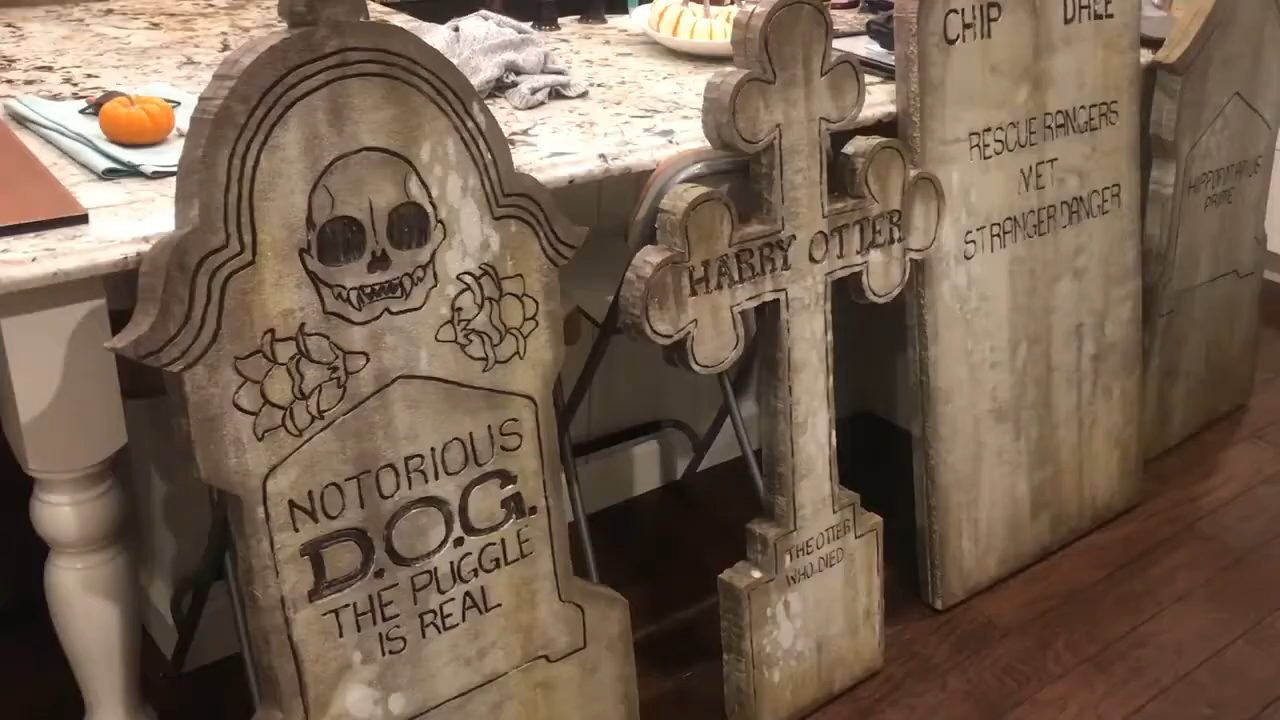 NOTORIOUS
D.O.G.
THE PUGGLE
IS REAL
HARRY OTTER
THE OTTER
WHO DIED
CHIP DALE
RESCUE RANGERS
MET
STRANGER DANGER